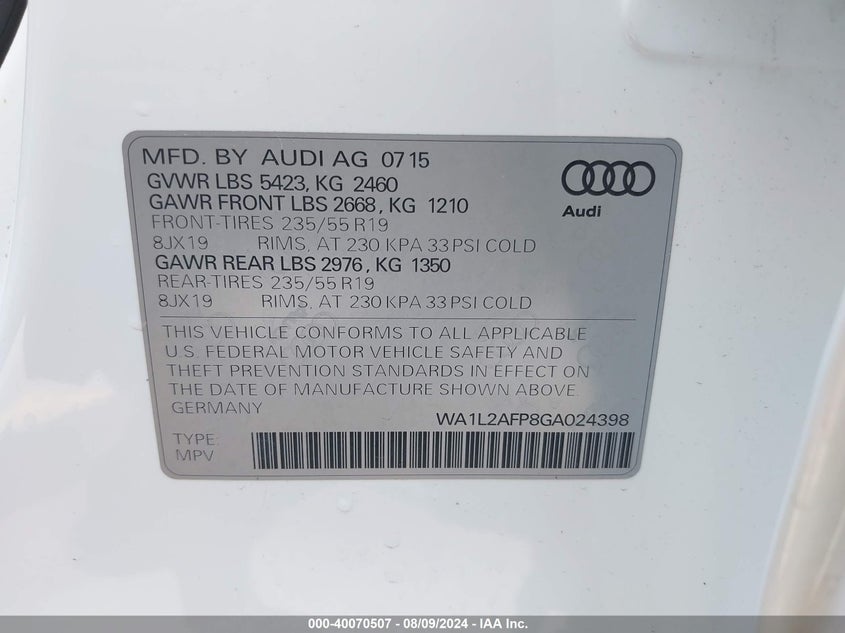 MFD. BY AUDI AG 07 15
GVWR LBS 5423, KG 2460
GAWR FRONT LBS 2668, KG 1210
FRONT-TIRES 235/55 R19
8JX19 RIMS, AT 230 KPA 33 PSI COLD
GAWR REAR LBS 2976, KG 1350
REAR-TIRES 235/55 R19
8JX19 RIMS, AT 230 KPA 33 PSI COLD
Audi
THIS VEHICLE CONFORMS TO ALL APPLICABLE
U.S. FEDERAL MOTOR VEHICLE SAFETY AND
THEFT PREVENTION STANDARDS IN EFFECT ON
THE DATE OF MANUFACTURE SHOWN ABOVE.
GERMANY WA1L2AFP8GA024398
TYPE:
MPV
000-40070507 - 08/09/2024 - IAA Inc.